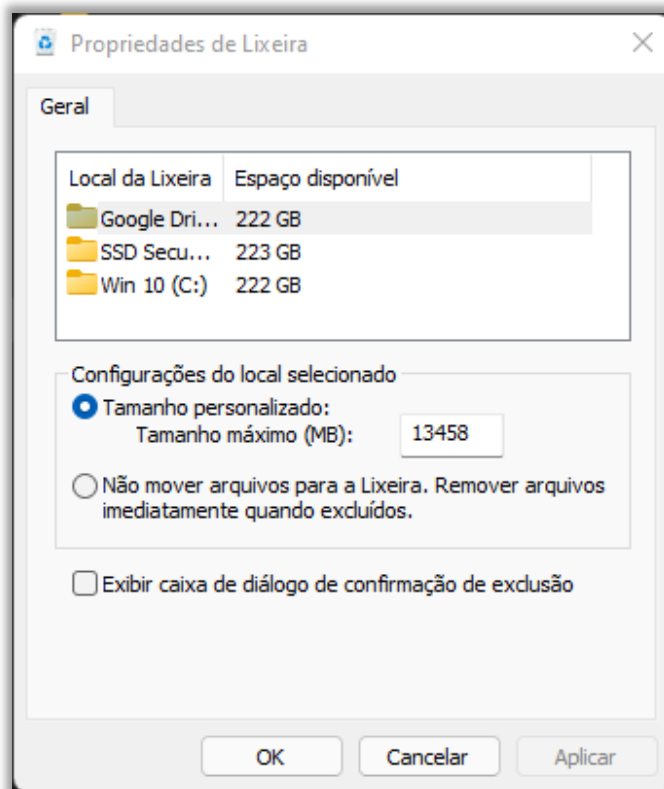 Propriedades de Lixeira
Geral
Local da Lixeira Espaço disponível
Google Dri... 222 GB
SSD Secu... 223 GB
Win 10 (C:) 222 GB
Configurações do local selecionado
Tamanho personalizado:
Tamanho máximo (MB): 13458
Não mover arquivos para a Lixeira. Remover arquivos
imediatamente quando excluídos.
Exibir caixa de diálogo de confirmação de exclusão
OK Cancelar Aplicar